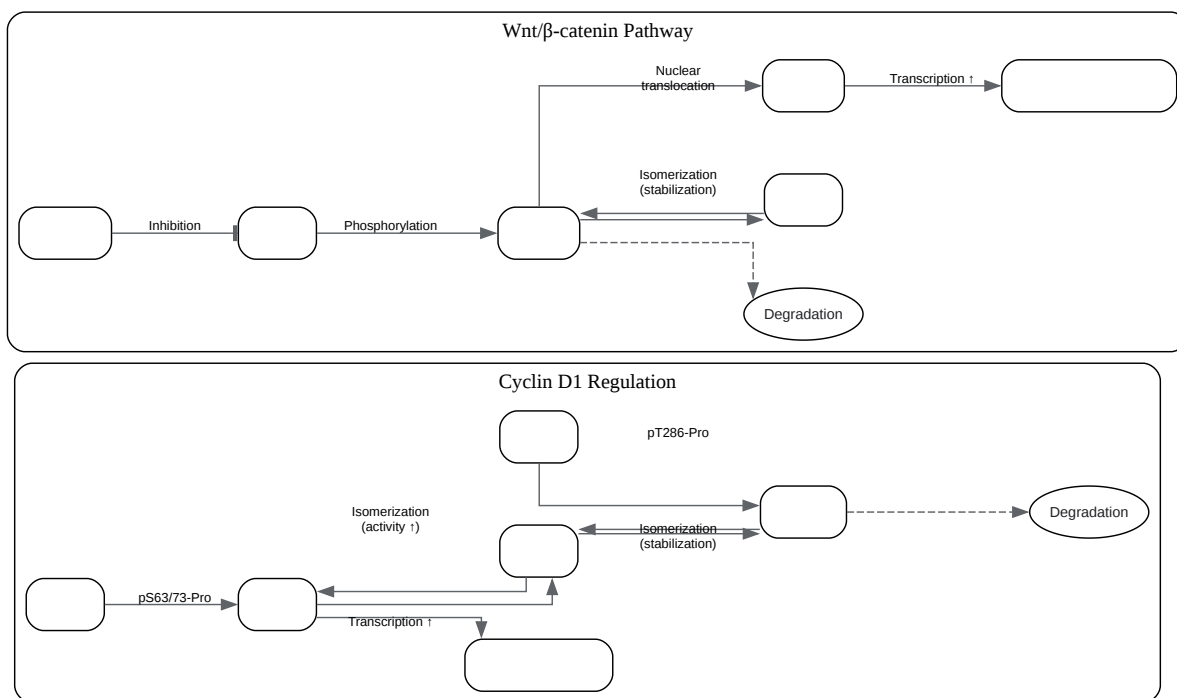 Wnt/β-catenin Pathway
Nuclear
translocation
Transcription ↑
Isomerization
(stabilization)
Inhibition
Phosphorylation
Degradation
Cyclin D1 Regulation
pT286-Pro
Isomerization
(activity ↑)
Isomerization
(stabilization)
Degradation
pS63/73-Pro
Transcription ↑